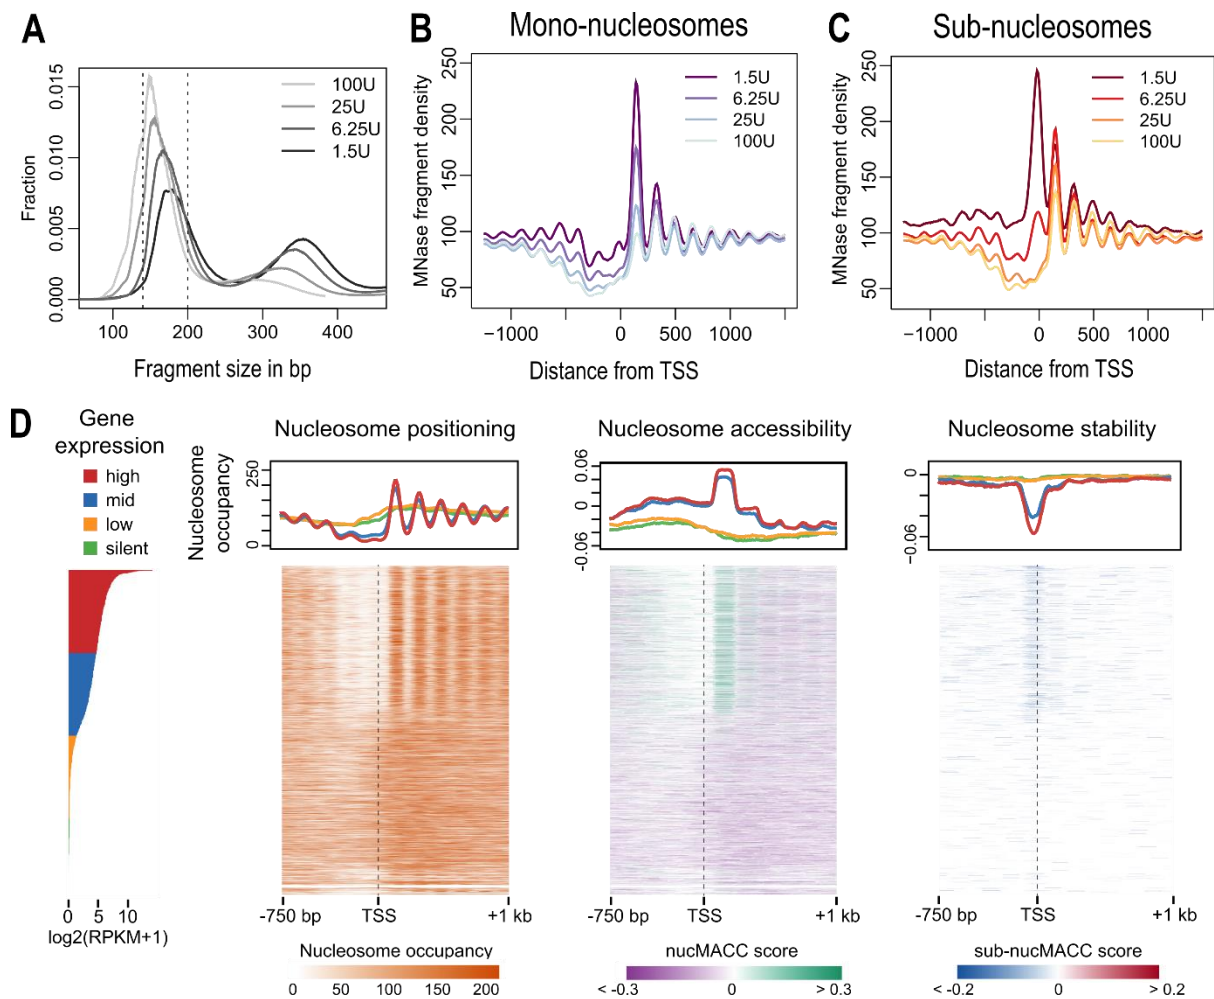 A
0.015
0.010
0.005
0.000
Fraction
100U
25U
6.25U
1.5U
100
200
300
400
Fragment size in bp
B
Mono-nucleosomes
250
200
150
100
50
MNase fragment density
1.5U
6.25U
25U
100U
−1000
0
500
1000
Distance from TSS
C
Sub-nucleosomes
250
200
150
100
50
MNase fragment density
1.5U
6.25U
25U
100U
−1000
0
500
1000
Distance from TSS
D
Gene
expression
high
mid
low
silent
0
5
10
log2(RPKM+1)
Nucleosome positioning
Nucleosome
occupancy
250
0
-750 bp
TSS
+1 kb
Nucleosome occupancy
0
50
100
150
200
Nucleosome accessibility
0.06
0
-0.06
-750 bp
TSS
+1 kb
nucMACC score
< -0.3
0
> 0.3
Nucleosome stability
0
-0.06
-750 bp
TSS
+1 kb
sub-nucMACC score
< -0.2
0
> 0.2